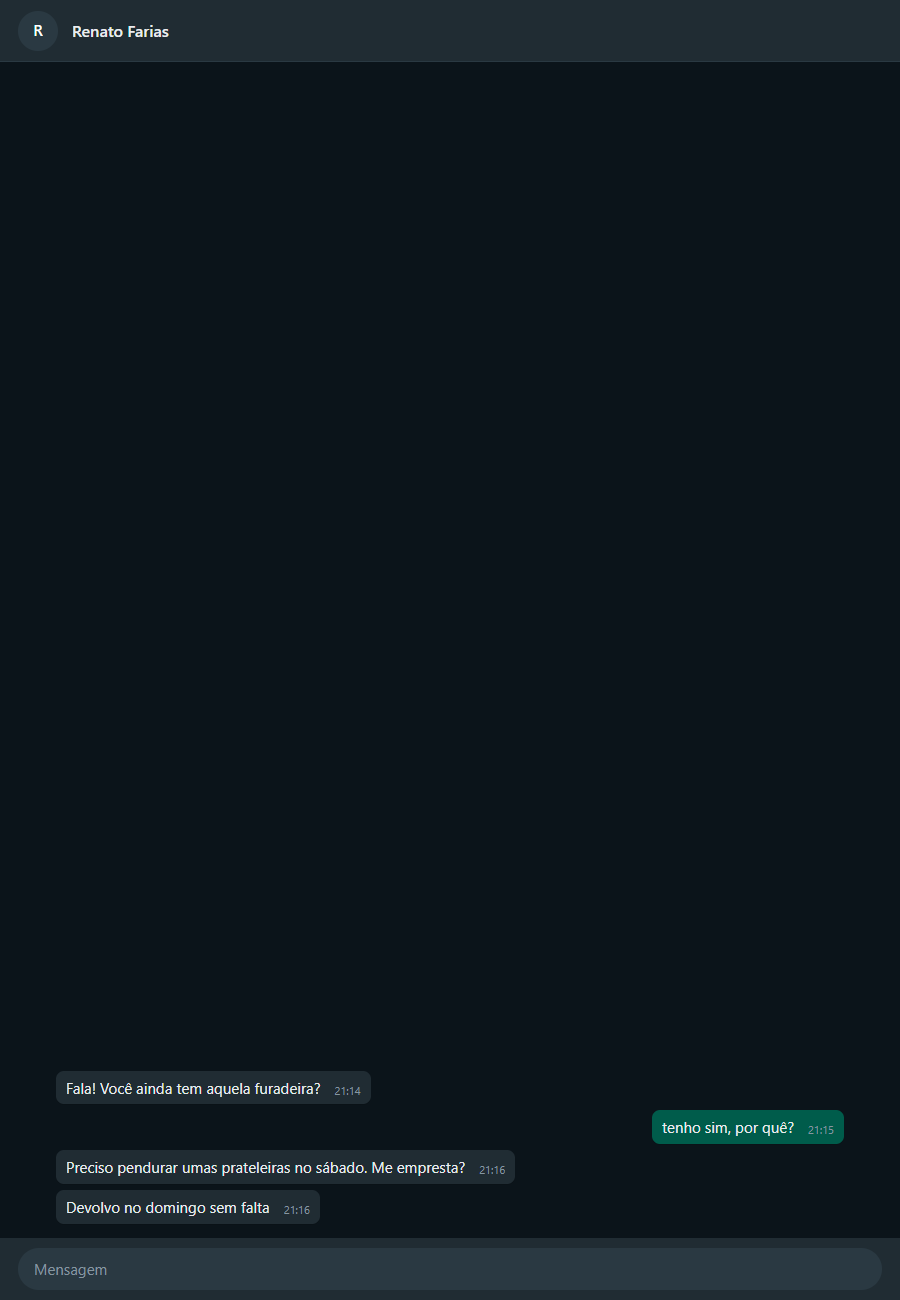 R
Renato Farias
Fala! Você ainda tem aquela furadeira? 21:14
tenho sim, por quê? 21:15
Preciso pendurar umas prateleiras no sábado. Me empresta? 21:16
Devolvo no domingo sem falta 21:16
Mensagem